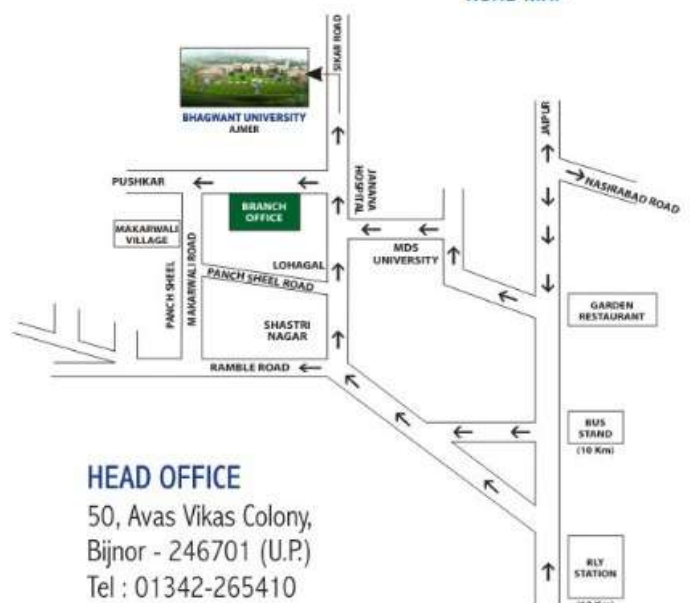 SIKAR ROAD
BHAGWANT UNIVERSITY
AJMER
JAIPUR
PUSHKAR
BRANCH
OFFICE
JANANA
HOSPITAL
NASIRABAD ROAD
MAKARWALI
VILLAGE
MDS
UNIVERSITY
LOHAGAL
PANCH SHEEL ROAD
PANCH SHEEL
MAKARWALI ROAD
GARDEN
RESTAURANT
SHASTRI
NAGAR
RAMBLE ROAD
BUS
STAND
(10 Km)
HEAD OFFICE
50, Avas Vikas Colony,
Bijnor - 246701 (U.P.)
Tel : 01342-265410
RLY
STATION